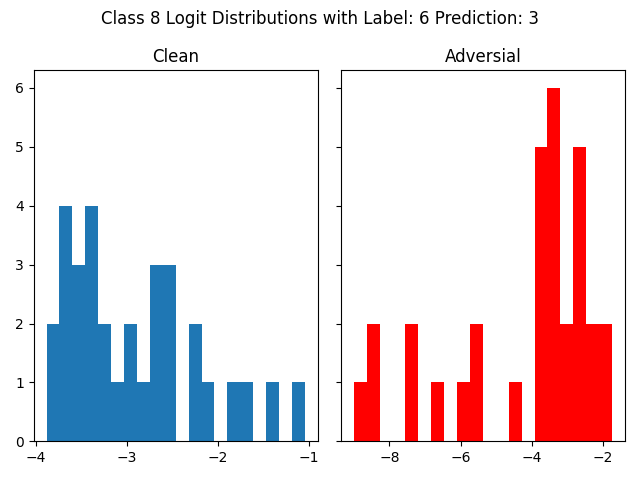 Class 8 Logit Distributions with Label: 6 Prediction: 3
Clean
Adversial
6
5
4
3
2
1
0
−4 −3 −2 −1
−8 −6 −4 −2